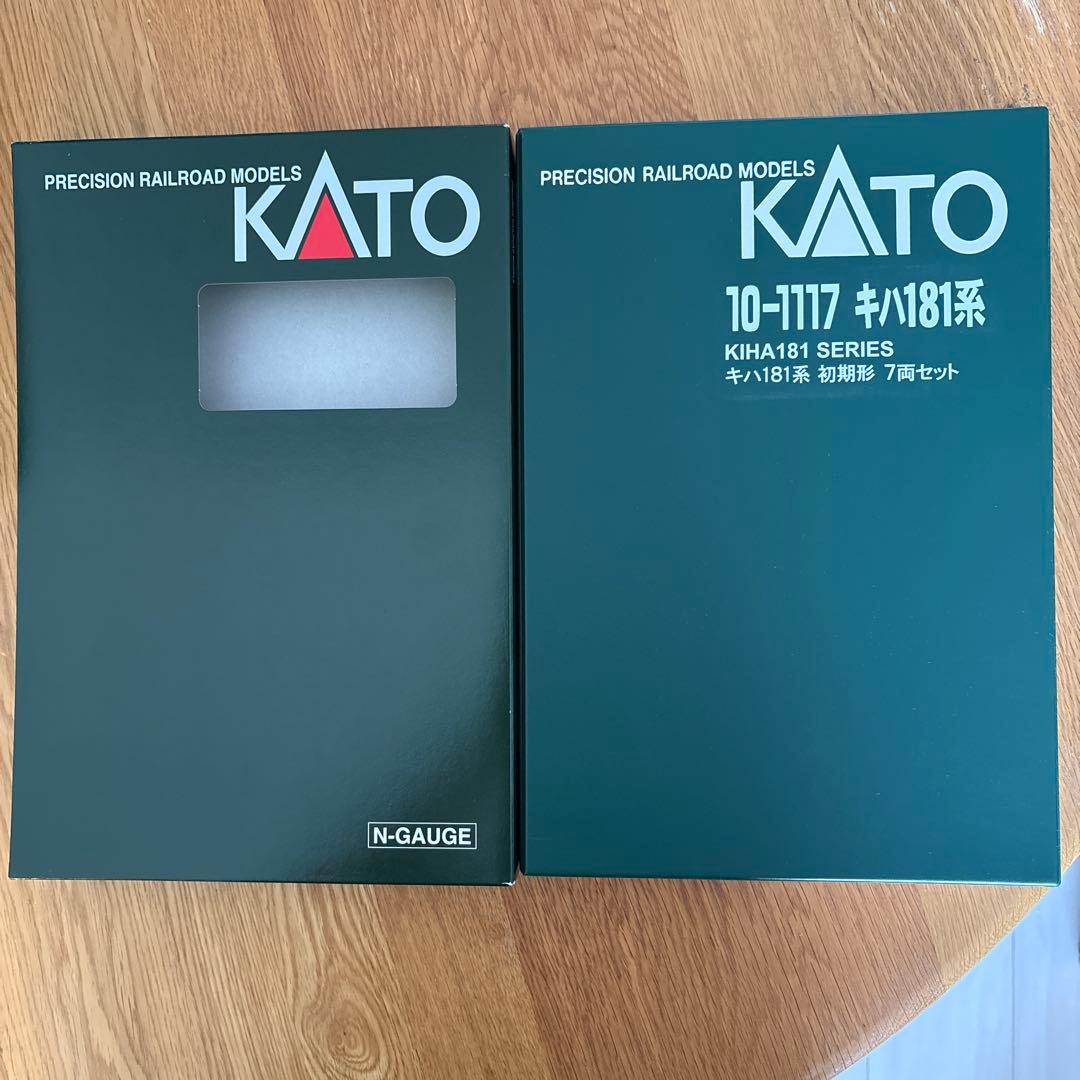 PRECISION RAILROAD MODELS
KATO
N-GAUGE
PRECISION RAILROAD MODELS
KATO
10-1117 キハ181系
KIHA181 SERIES
キハ181系 初期形 7両セット